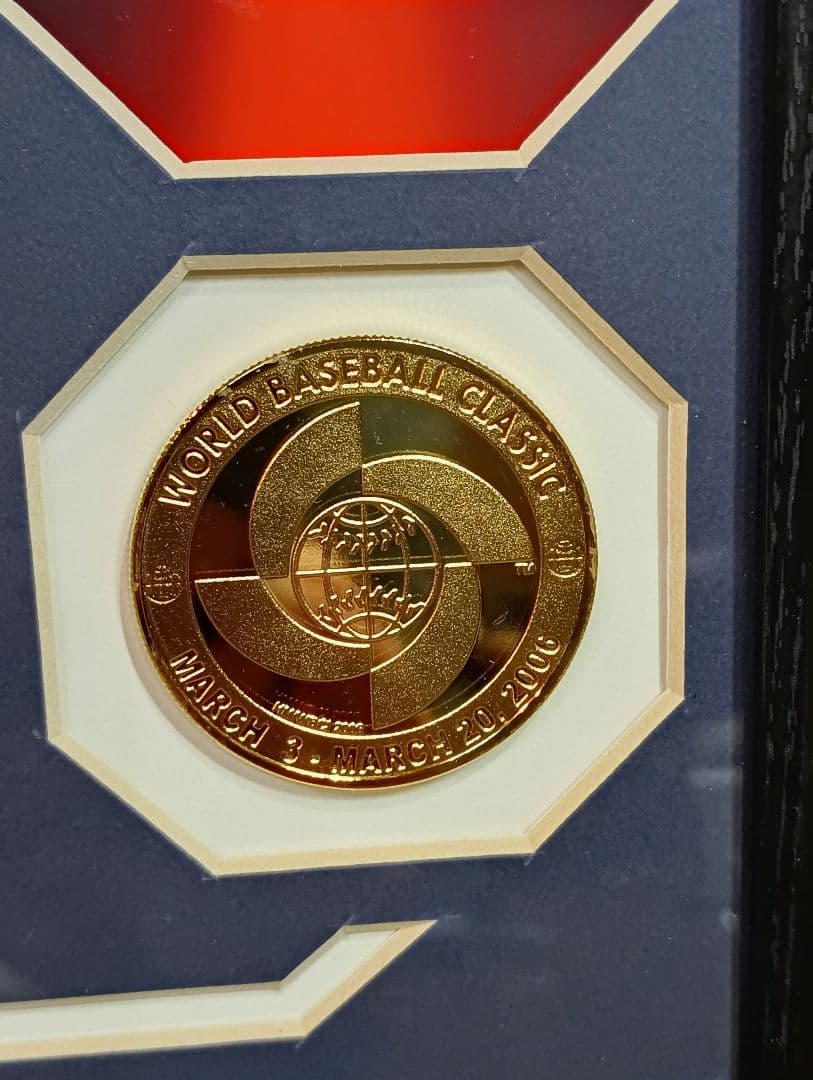 WORLD BASEBALL CLASSIC
MARCH 3 - MARCH 20, 2006